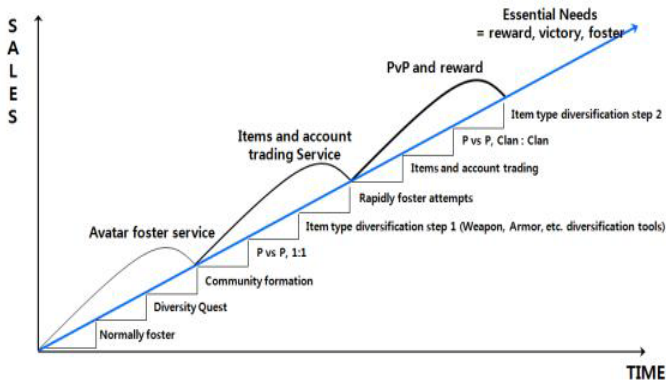 SALES
Essential Needs
= reward, victory, foster
PvP and reward
Item type diversification step 2
P vs P, Clan : Clan
Items and account
trading Service
Items and account trading
Rapidly foster attempts
Item type diversification step 1 (Weapon, Armor, etc. diversification tools)
Avatar foster service
P vs P, 1:1
Community formation
Diversity Quest
Normally foster
TIME